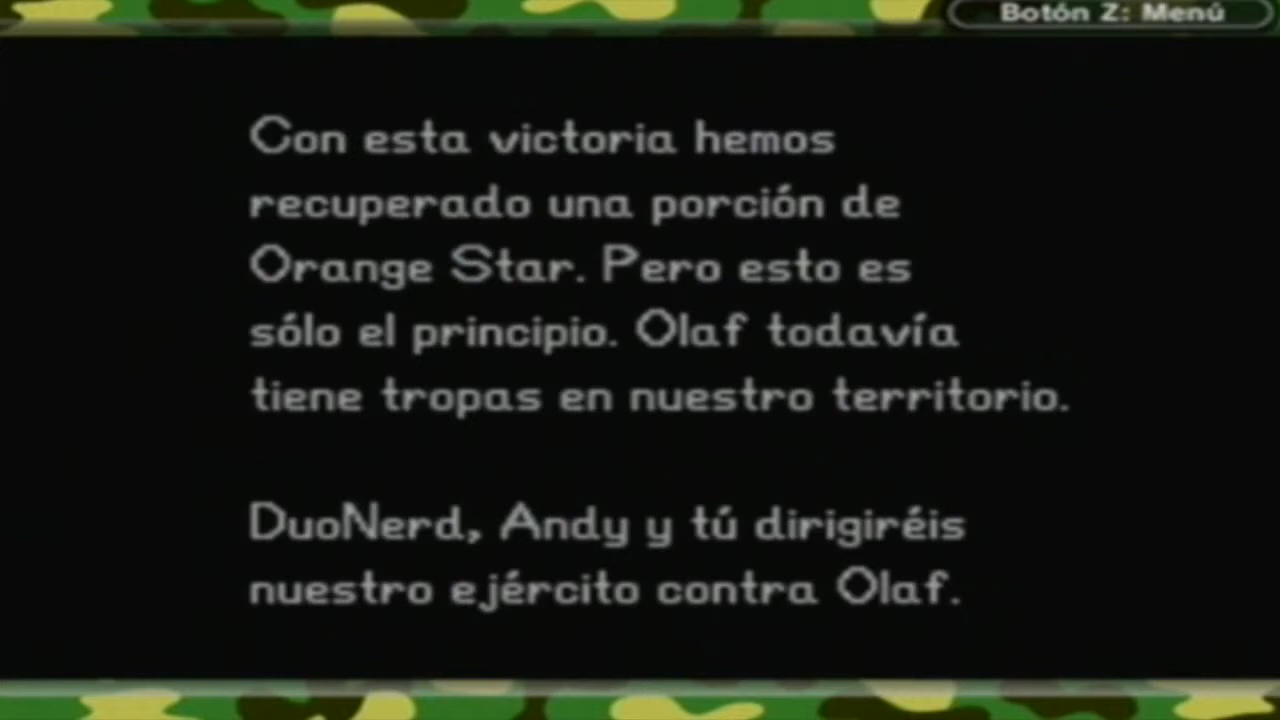 Botón Z: Menú
Con esta victoria hemos
recuperado una porción de
Orange Star. Pero esto es
sólo el principio. Olaf todavía
tiene tropas en nuestro territorio.
DuoNerd, Andy y tú dirigiréis
nuestro ejército contra Olaf.